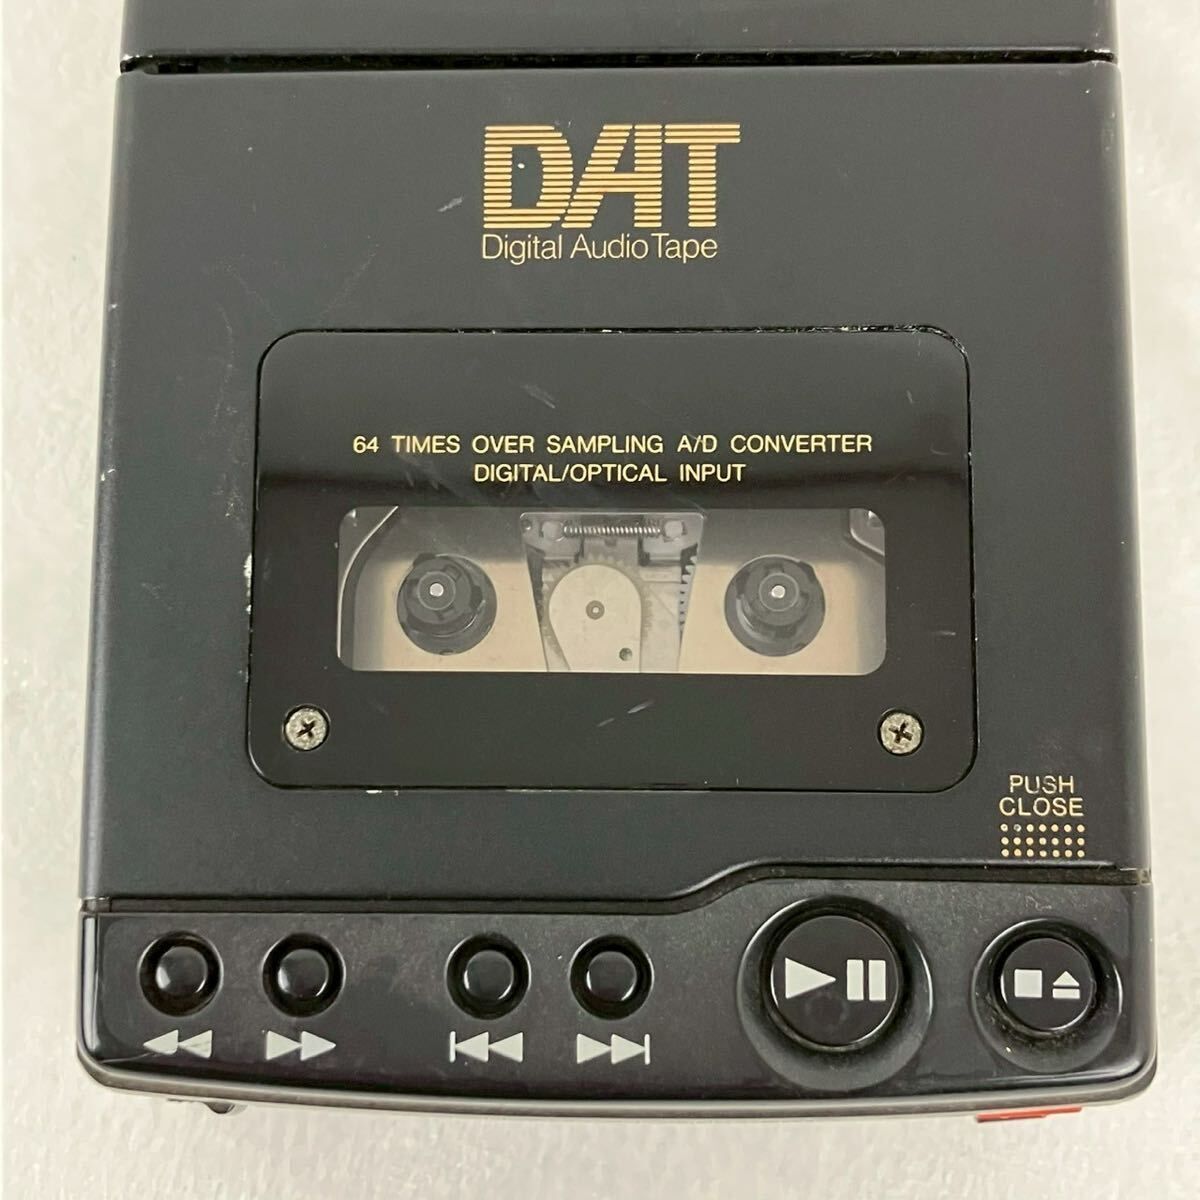 DAT
Digital Audio Tape
64 TIMES OVER SAMPLING A/D CONVERTER
DIGITAL/OPTICAL INPUT
PUSH
CLOSE